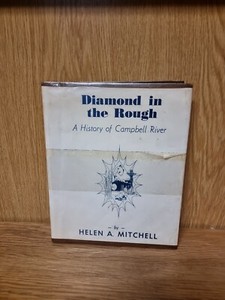 Diamond in
the Rough
A History of Campbell River
— by —
HELEN A. MITCHELL